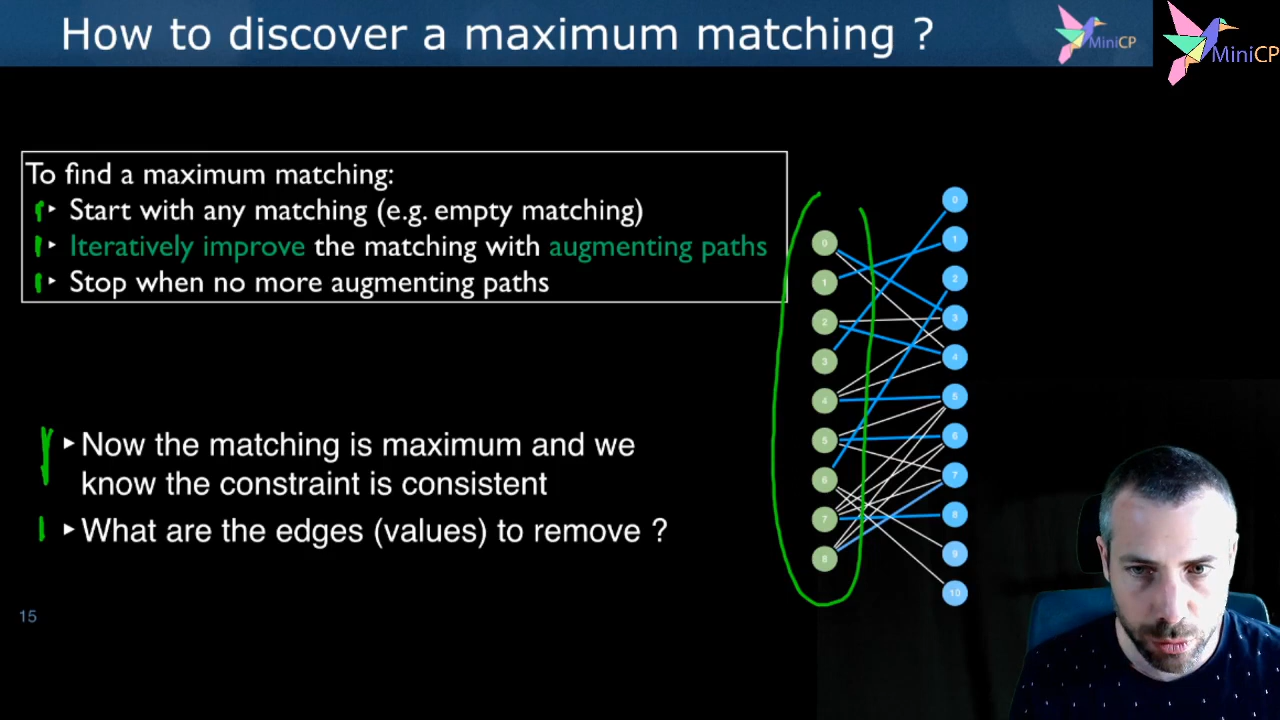 How to discover a maximum matching ?
MiniCP
MiniCP
To find a maximum matching:
‣ Start with any matching (e.g. empty matching)
‣ Iteratively improve the matching with augmenting paths
‣ Stop when no more augmenting paths
‣ Now the matching is maximum and we
know the constraint is consistent
‣ What are the edges (values) to remove ?
15
0
1
2
3
4
5
6
7
8
0
1
2
3
4
5
6
7
8
9
10